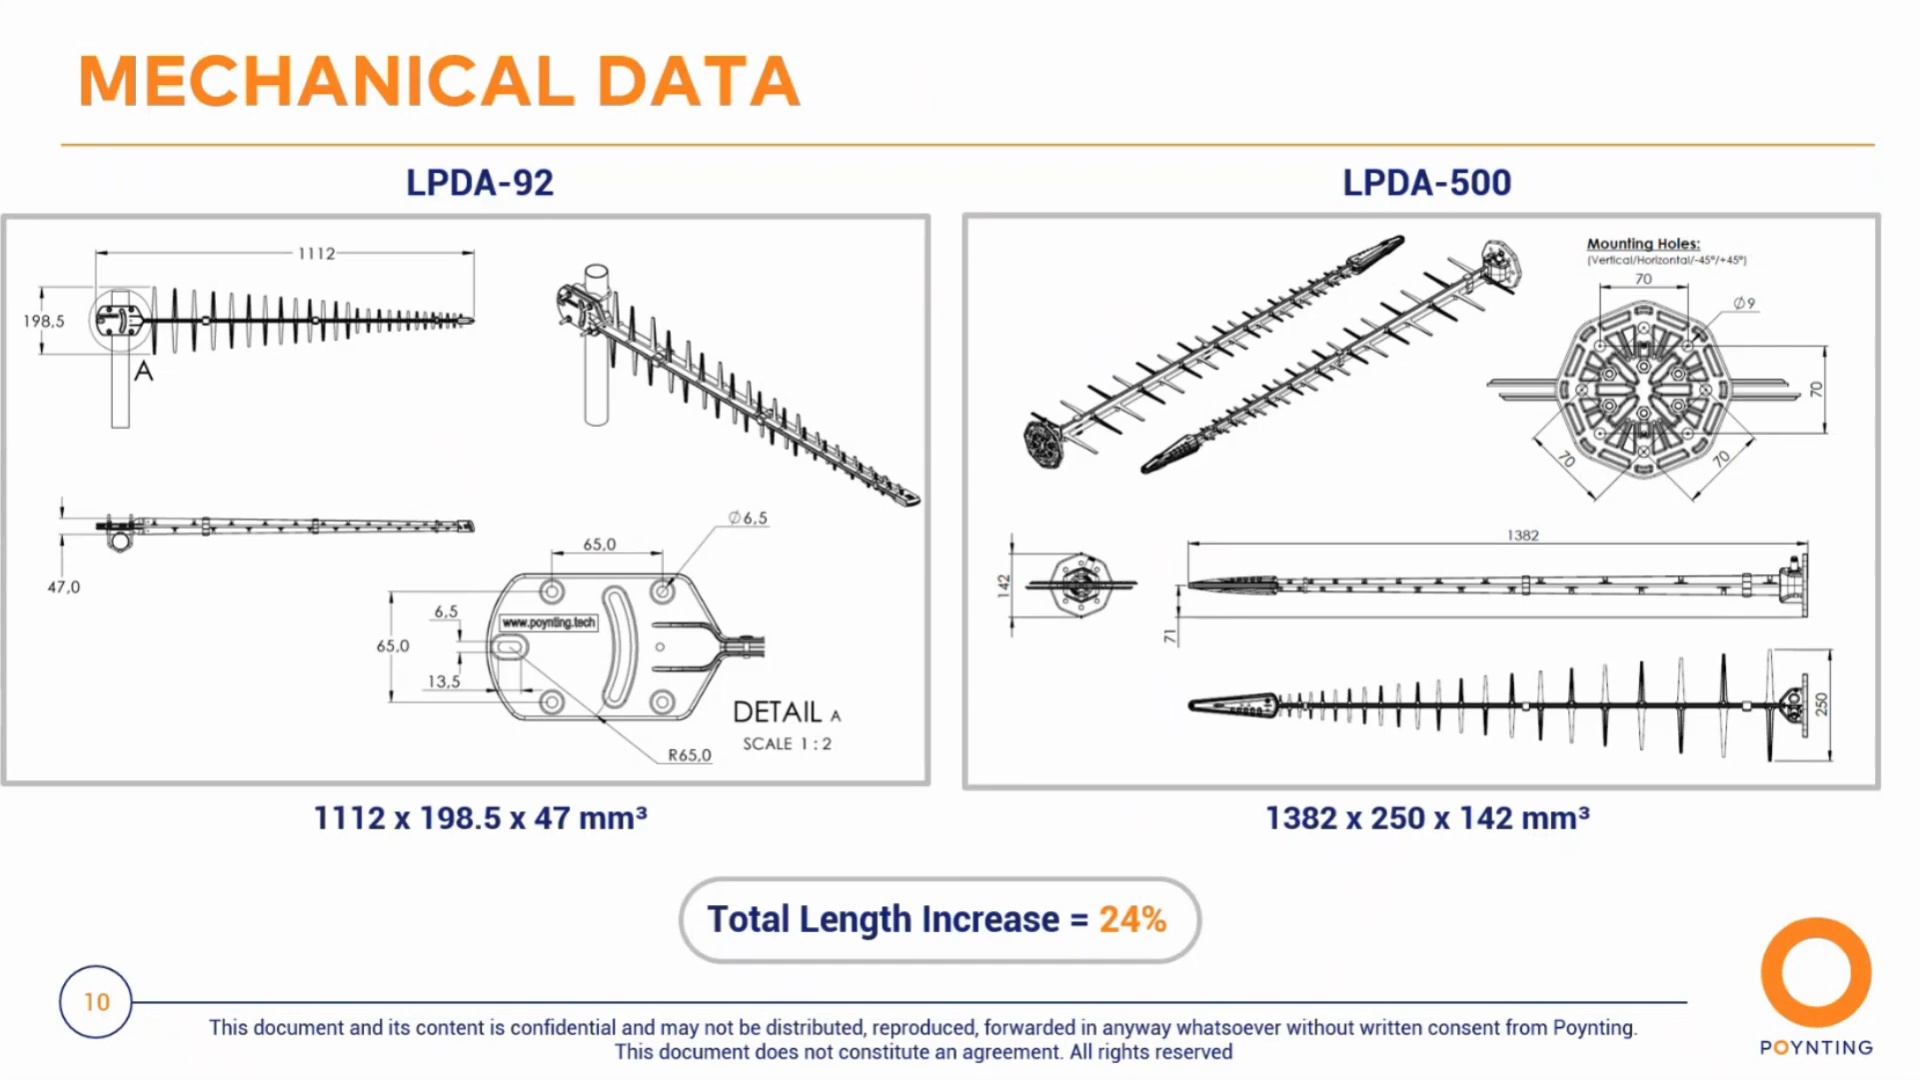 MECHANICAL DATA
LPDA-92
LPDA-500
1112
198,5
A
47,0
Ø6,5
65,0
6,5
www.poynting.tech
65,0
13,5
DETAIL A
SCALE 1 : 2
R65,0
Mounting Holes:
(Vertical/Horizontal/-45°/+45°)
70
Ø9
70
70
70
1382
142
71
250
1112 x 198.5 x 47 mm³
1382 x 250 x 142 mm³
Total Length Increase = 24%
10
This document and its content is confidential and may not be distributed, reproduced, forwarded in anyway whatsoever without written consent from Poynting.
This document does not constitute an agreement. All rights reserved
POYNTING